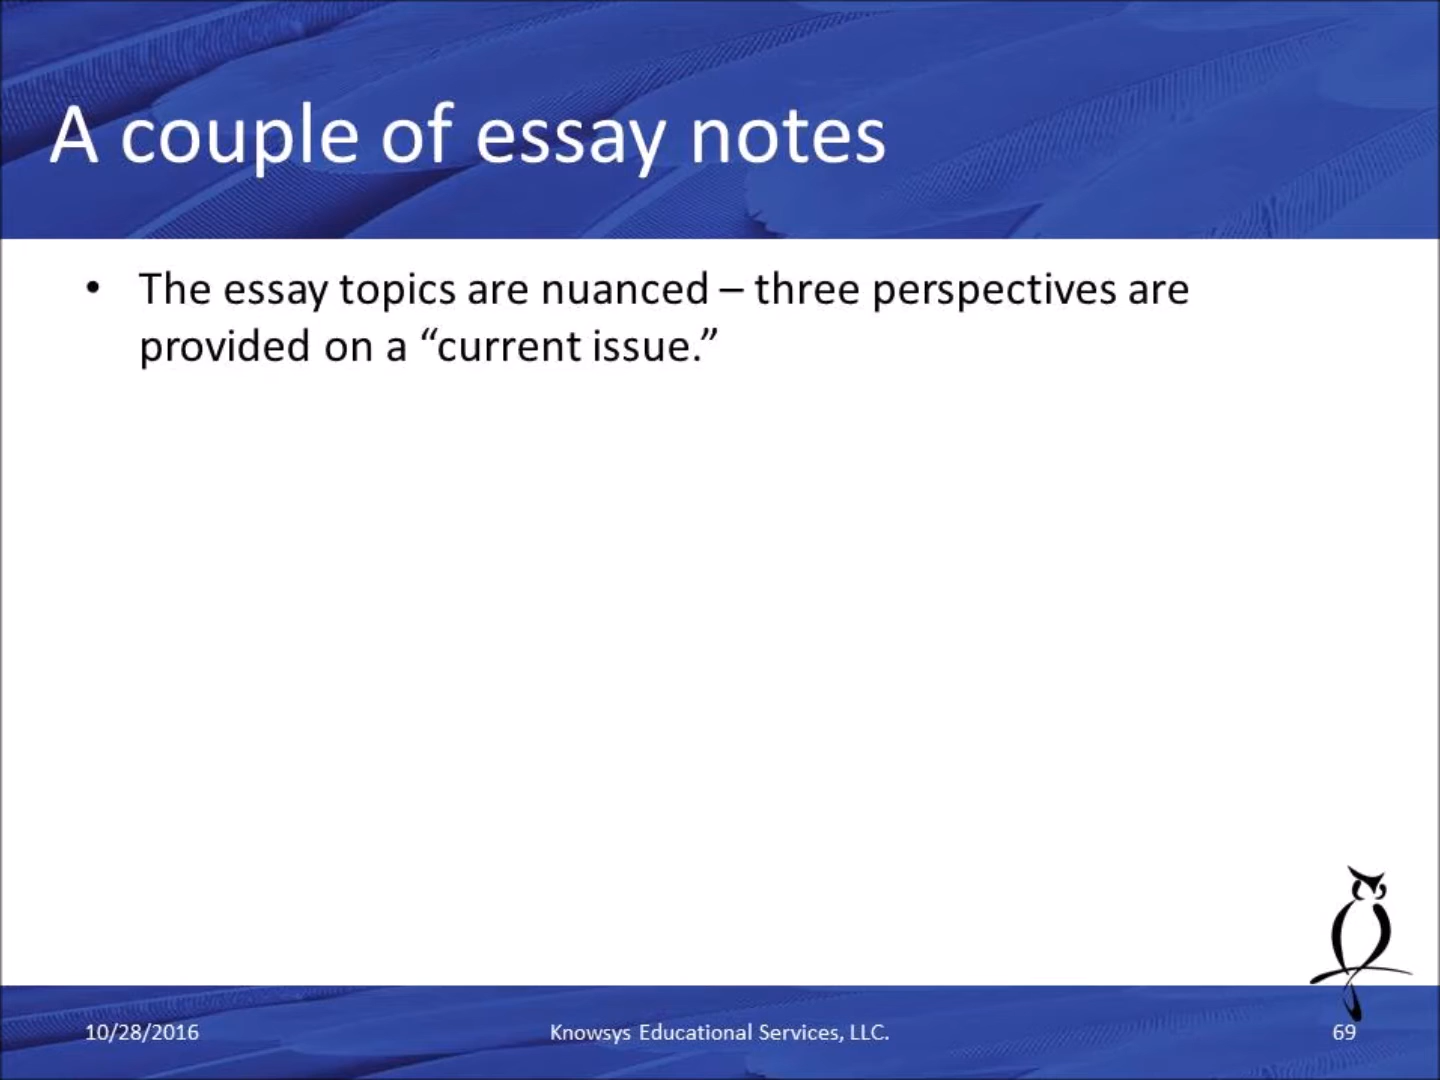 A couple of essay notes
• The essay topics are nuanced – three perspectives are
provided on a “current issue.”
10/28/2016
Knowsys Educational Services, LLC.
69